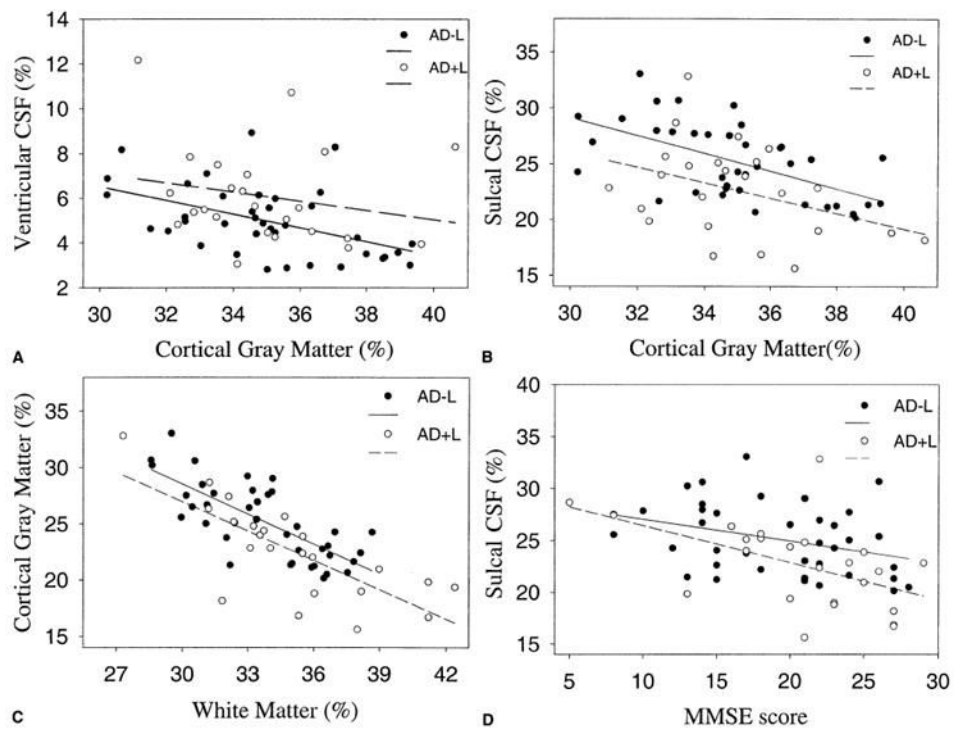 14
12
10
8
6
4
2
Ventricular CSF (%)
AD-L
AD+L
30 32 34 36 38 40
Cortical Gray Matter (%)
A
35
30
25
20
15
Sulcal CSF (%)
AD-L
AD+L
30 32 34 36 38 40
Cortical Gray Matter(%)
B
35
30
25
20
15
Cortical Gray Matter (%)
AD-L
AD+L
27 30 33 36 39 42
White Matter (%)
C
40
35
30
25
20
15
Sulcal CSF (%)
AD-L
AD+L
5 10 15 20 25 30
MMSE score
D